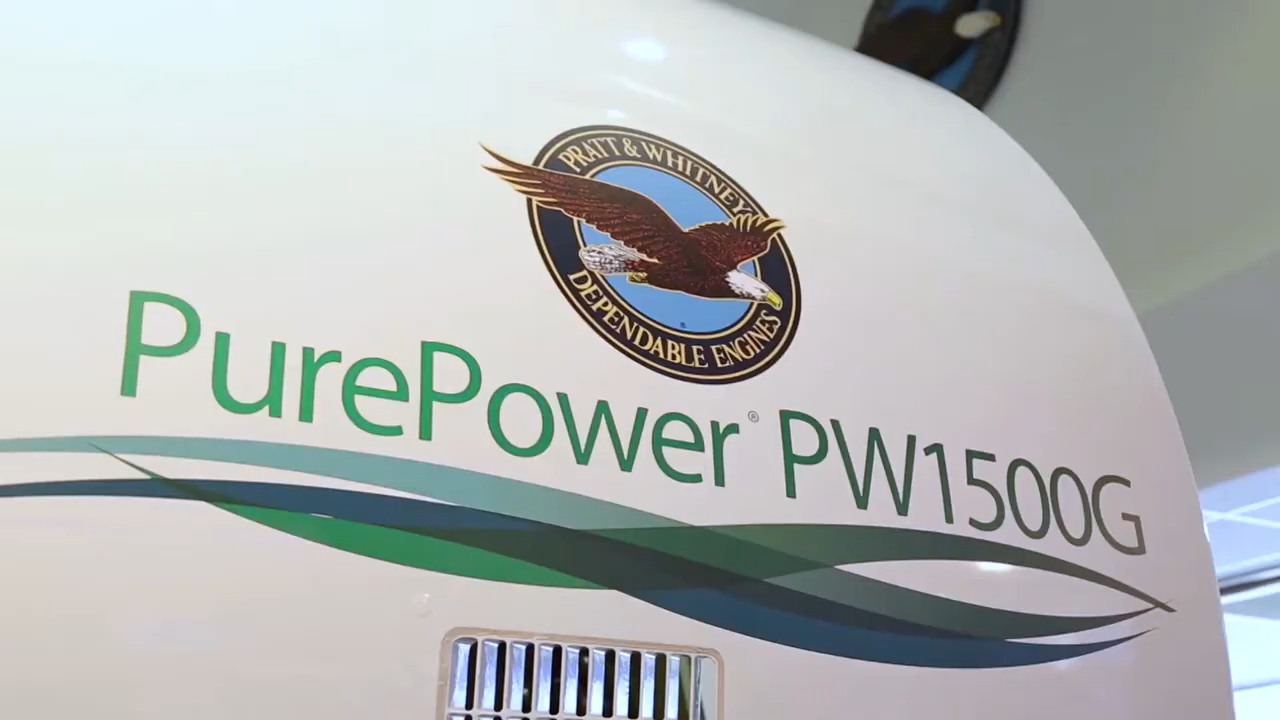 PRATT & WHITNEY
DEPENDABLE ENGINES
®
PurePower® PW1500G